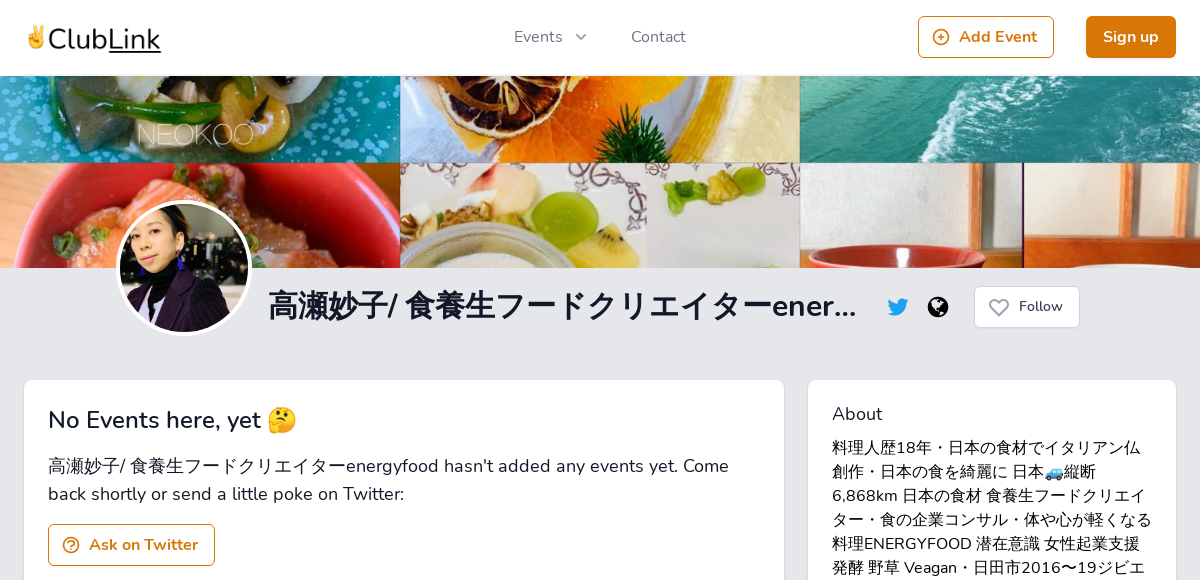 ✌️ClubLink
Events
Contact
Add Event
Sign up
NEOKOO
高瀬妙子/ 食養生フードクリエイターener...
Follow
No Events here, yet 🤔
高瀬妙子/ 食養生フードクリエイターenergyfood hasn't added any events yet. Come
back shortly or send a little poke on Twitter:
Ask on Twitter
About
料理人歴18年・日本の食材でイタリアン仏
創作・日本の食を綺麗に 日本🚙縦断
6,868km 日本の食材 食養生フードクリエイ
ター・食の企業コンサル・体や心が軽くなる
料理ENERGYFOOD 潜在意識 女性起業支援
発酵 野草 Veagan・日田市2016〜19ジビエ